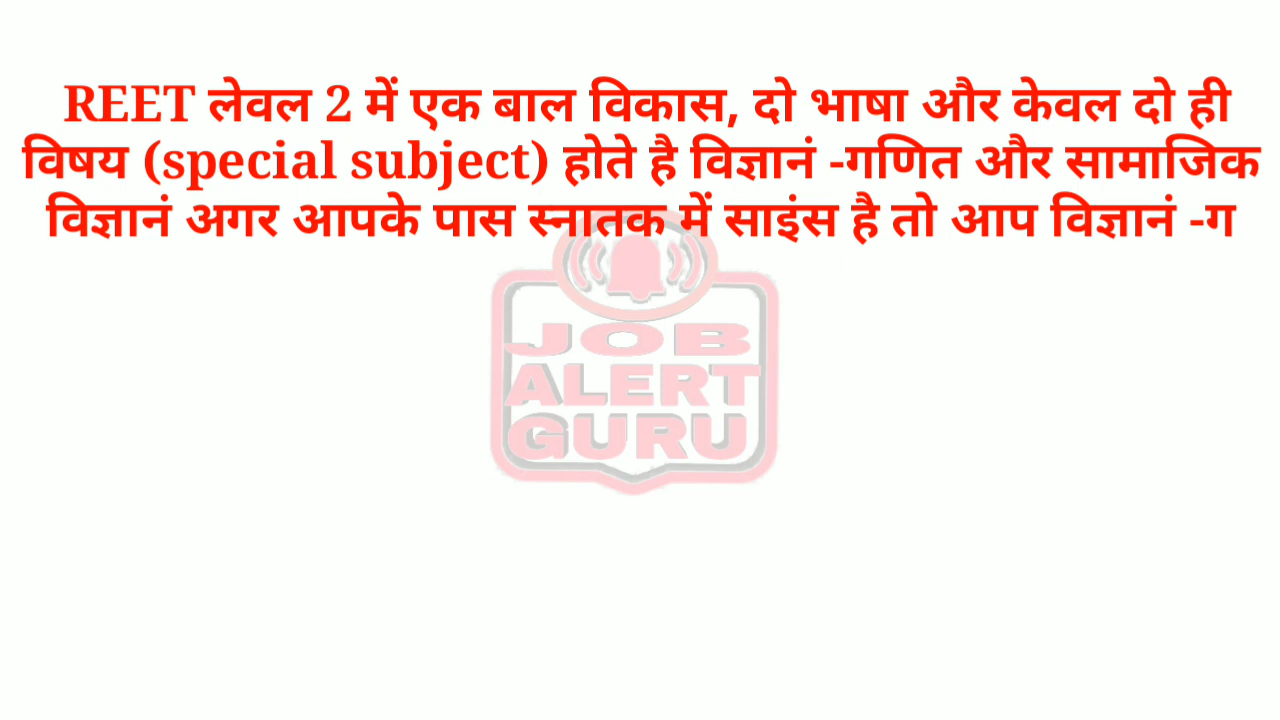 REET लेवल 2 में एक बाल विकास, दो भाषा और केवल दो ही
विषय (special subject) होते है विज्ञानं -गणित और सामाजिक
विज्ञानं अगर आपके पास स्नातक में साइंस है तो आप विज्ञानं -ग
JOB
ALERT
GURU